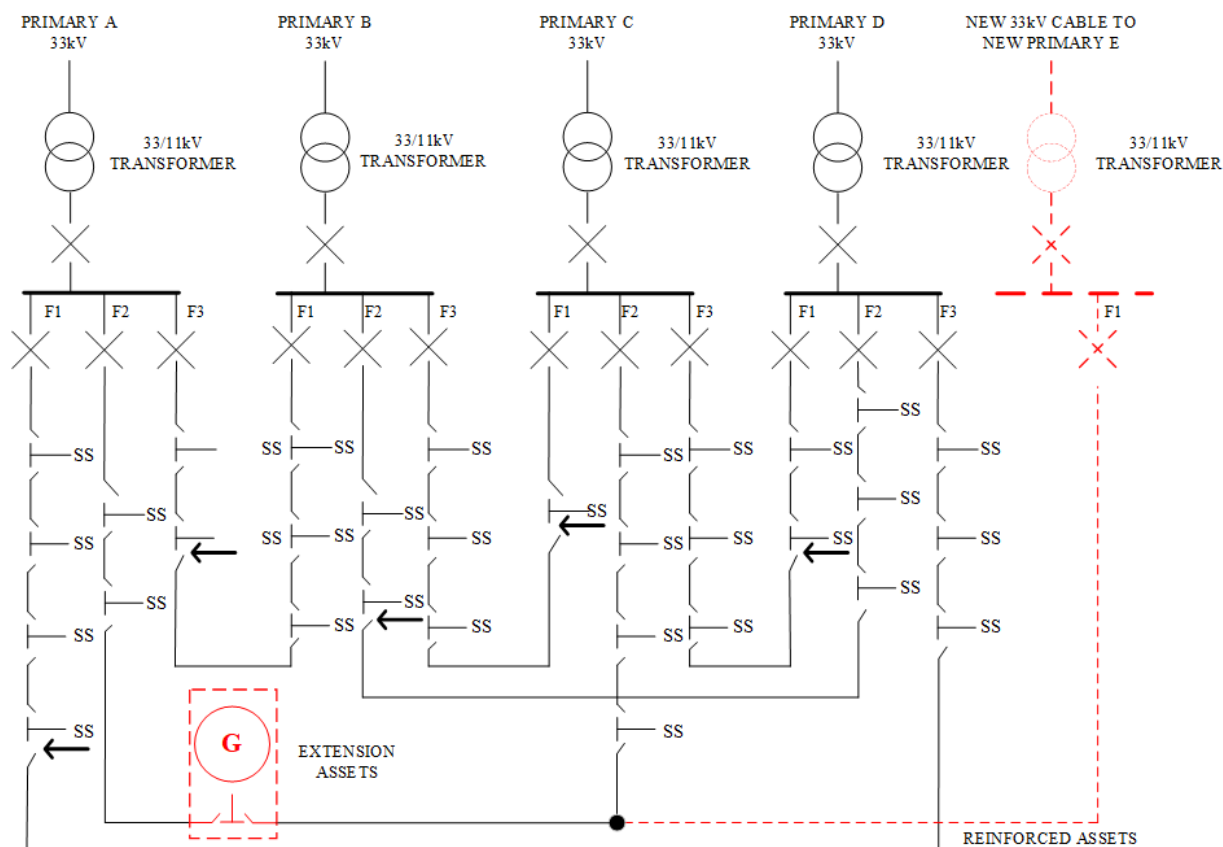 PRIMARY A
33kV
PRIMARY B
33kV
PRIMARY C
33kV
PRIMARY D
33kV
NEW 33kV CABLE TO
NEW PRIMARY E
33/11kV
TRANSFORMER
33/11kV
TRANSFORMER
33/11kV
TRANSFORMER
33/11kV
TRANSFORMER
33/11kV
TRANSFORMER
F1 F2 F3 F1 F2 F3 F1 F2 F3 F1 F2 F3 F1
SS
SS SS SS SS SS SS SS SS SS
SS SS SS SS
SS SS SS SS SS SS SS SS SS
SS
SS SS
SS SS SS SS SS SS
SS SS
G
EXTENSION
ASSETS
REINFORCED ASSETS